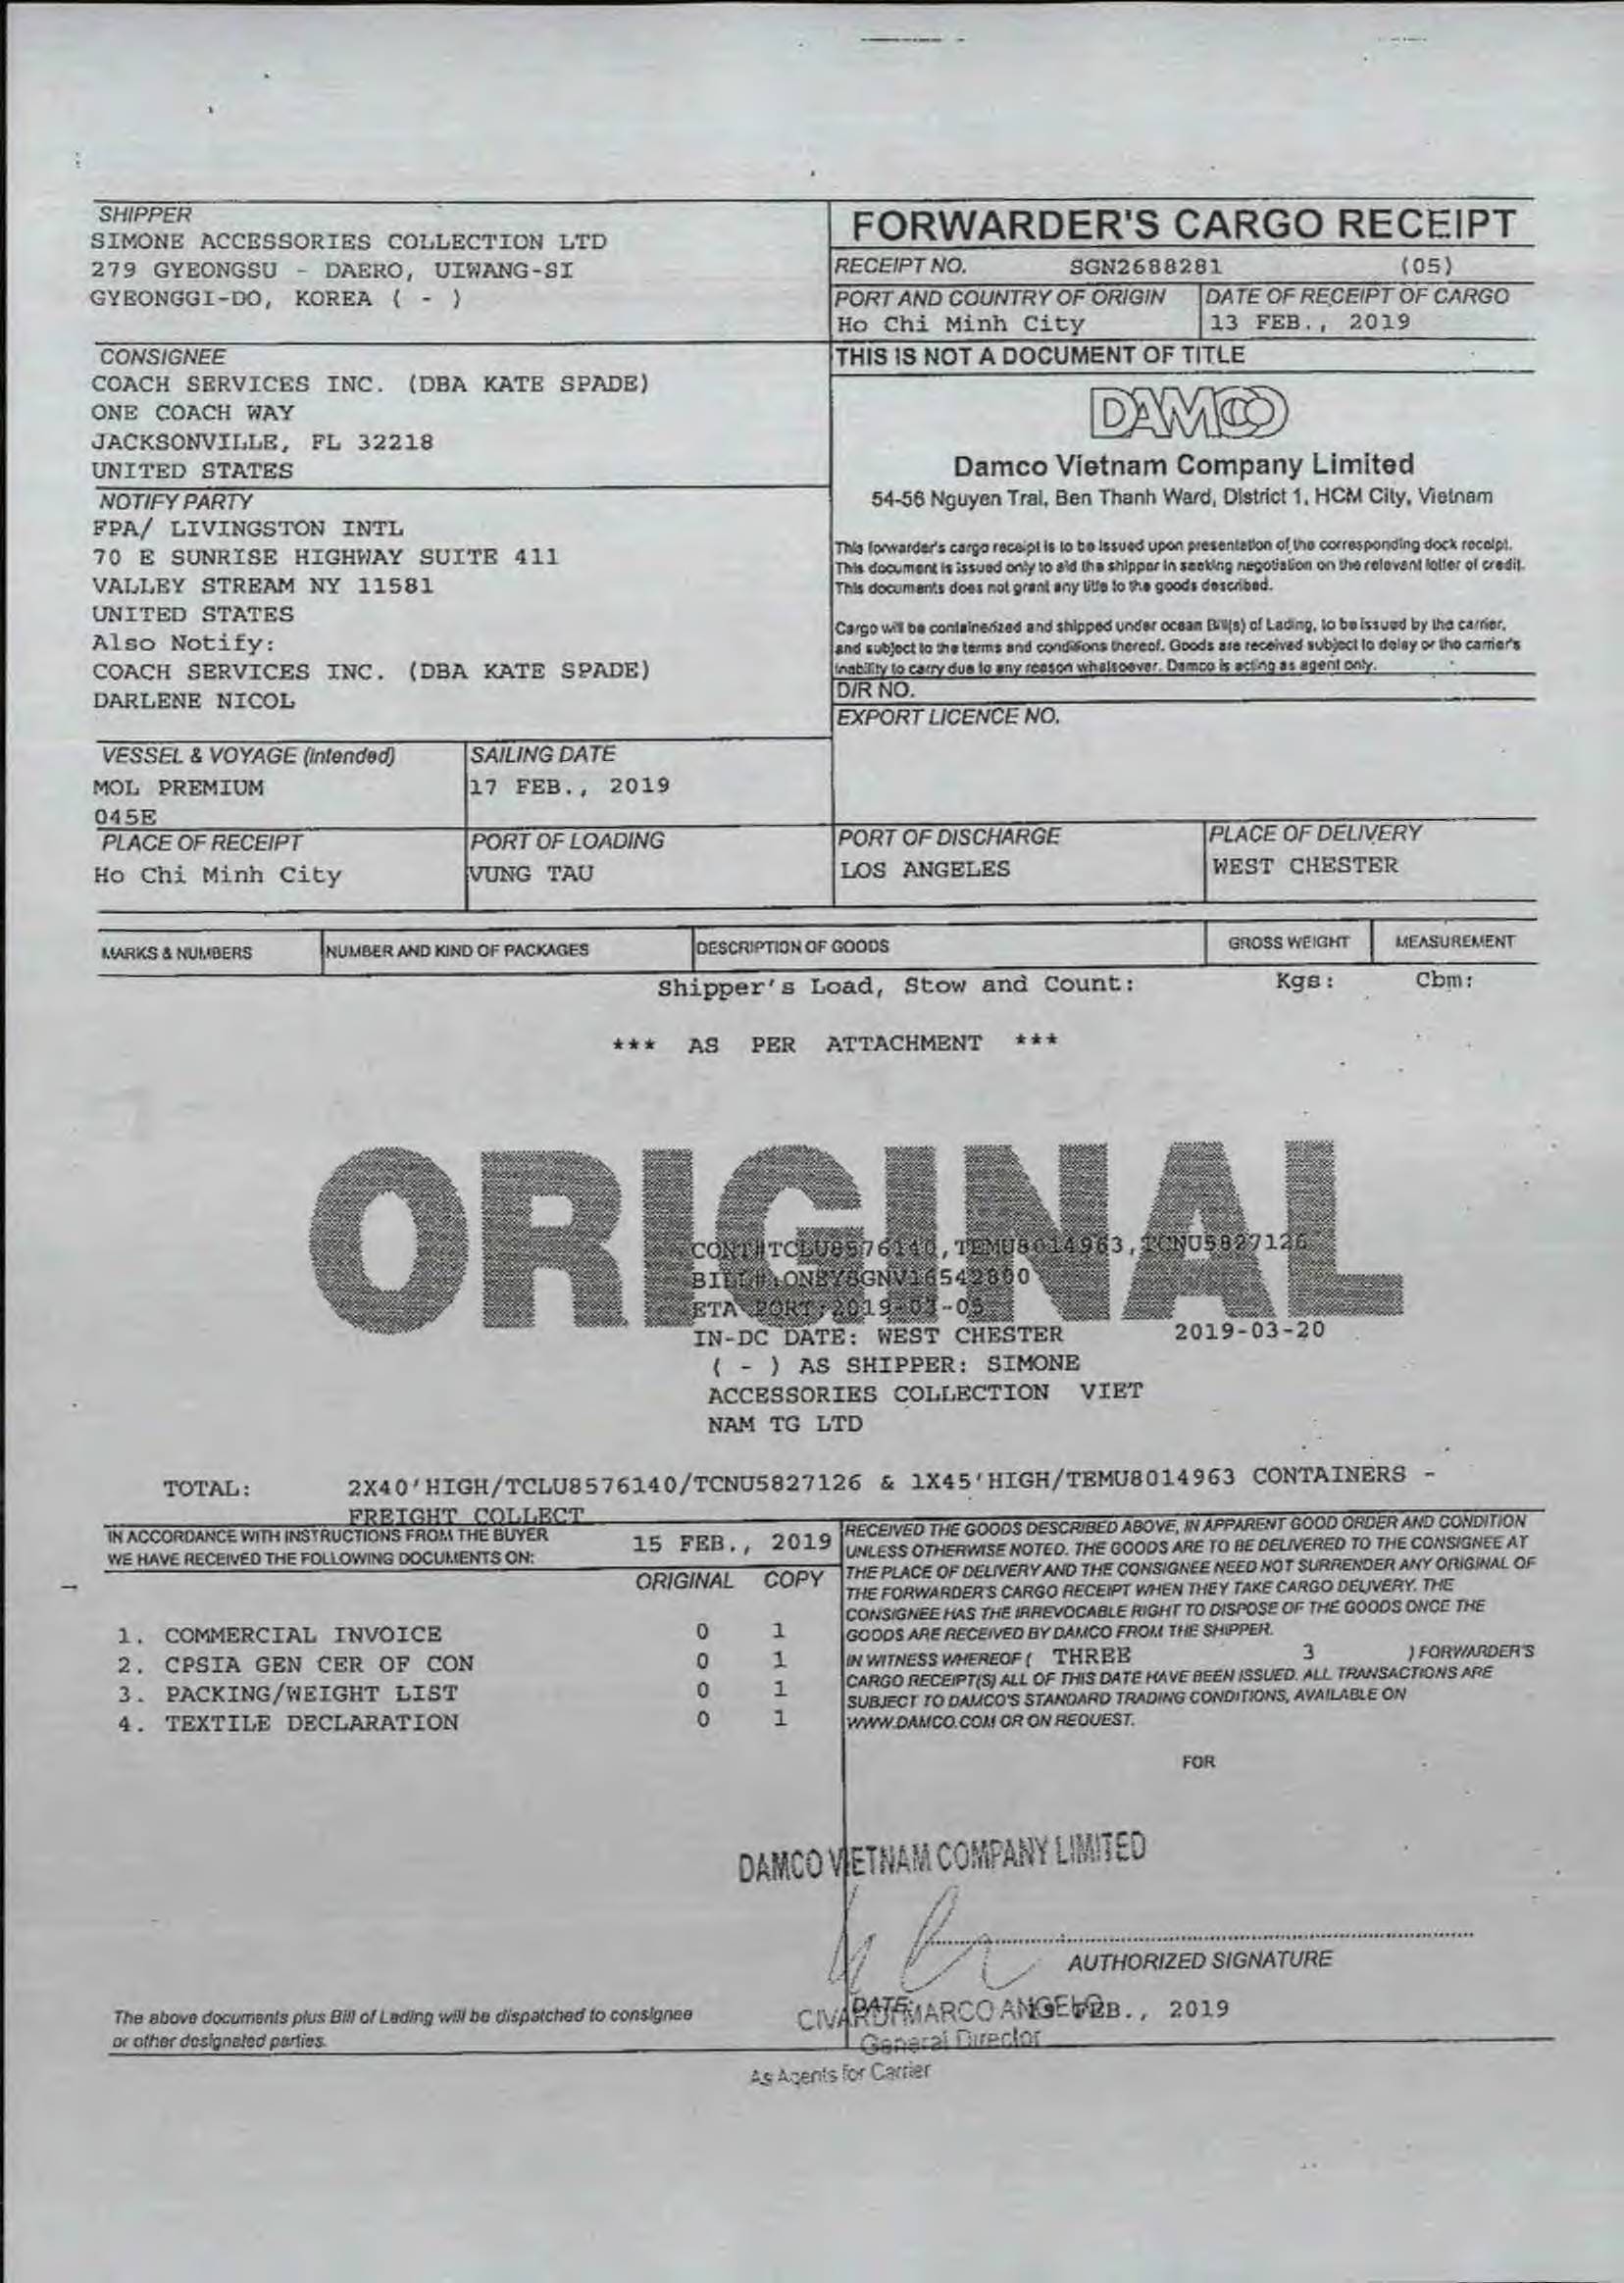 SHIPPER
SIMONE ACCESSORIES COLLECTION LTD
279 GYEONGSU - DAERO, UIWANG-SI
GYEONGGI-DO, KOREA ( - )
FORWARDER'S CARGO RECEIPT
RECEIPT NO. SGN2688281 (05)
PORT AND COUNTRY OF ORIGIN
Ho Chi Minh City
DATE OF RECEIPT OF CARGO
13 FEB., 2019
CONSIGNEE
COACH SERVICES INC. (DBA KATE SPADE)
ONE COACH WAY
JACKSONVILLE, FL 32218
UNITED STATES
THIS IS NOT A DOCUMENT OF TITLE
DAMCO
Damco Vietnam Company Limited
54-56 Nguyen Trai, Ben Thanh Ward, District 1, HCM City, Vietnam
NOTIFY PARTY
FPA/ LIVINGSTON INTL
70 E SUNRISE HIGHWAY SUITE 411
VALLEY STREAM NY 11581
UNITED STATES
Also Notify:
COACH SERVICES INC. (DBA KATE SPADE)
DARLENE NICOL
This forwarder's cargo receipt is to be issued upon presentation of the corresponding dock receipt.
This document is issued only to aid the shipper in seeking negotiation on the relevant letter of credit.
This documents does not grant any title to the goods described.
Cargo will be containerized and shipped under ocean Bill(s) of Lading, to be issued by the carrier,
and subject to the terms and conditions thereof. Goods are received subject to delay or the carrier's
inability to carry due to any reason whatsoever. Damco is acting as agent only.
D/R NO.
EXPORT LICENCE NO.
VESSEL & VOYAGE (intended)
MOL PREMIUM
045E
SAILING DATE
17 FEB., 2019
PLACE OF RECEIPT
Ho Chi Minh City
PORT OF LOADING
VUNG TAU
PORT OF DISCHARGE
LOS ANGELES
PLACE OF DELIVERY
WEST CHESTER
MARKS & NUMBERS
NUMBER AND KIND OF PACKAGES
DESCRIPTION OF GOODS
GROSS WEIGHT
MEASUREMENT
Shipper's Load, Stow and Count: Kgs: Cbm:
*** AS PER ATTACHMENT ***
ORIGINAL
CONT#TCLU8576140,TEMU8014963,TCNU5827126
BILL#:ONEYSGNV16542800
ETA PORT:2019-03-05
IN-DC DATE: WEST CHESTER 2019-03-20
( - ) AS SHIPPER: SIMONE
ACCESSORIES COLLECTION VIET
NAM TG LTD
TOTAL: 2X40'HIGH/TCLU8576140/TCNU5827126 & 1X45'HIGH/TEMU8014963 CONTAINERS -
FREIGHT COLLECT
IN ACCORDANCE WITH INSTRUCTIONS FROM THE BUYER
WE HAVE RECEIVED THE FOLLOWING DOCUMENTS ON: 15 FEB., 2019
ORIGINAL COPY
1. COMMERCIAL INVOICE 0 1
2. CPSIA GEN CER OF CON 0 1
3. PACKING/WEIGHT LIST 0 1
4. TEXTILE DECLARATION 0 1
RECEIVED THE GOODS DESCRIBED ABOVE, IN APPARENT GOOD ORDER AND CONDITION
UNLESS OTHERWISE NOTED. THE GOODS ARE TO BE DELIVERED TO THE CONSIGNEE AT
THE PLACE OF DELIVERY AND THE CONSIGNEE NEED NOT SURRENDER ANY ORIGINAL OF
THE FORWARDER'S CARGO RECEIPT WHEN THEY TAKE CARGO DELIVERY. THE
CONSIGNEE HAS THE IRREVOCABLE RIGHT TO DISPOSE OF THE GOODS ONCE THE
GOODS ARE RECEIVED BY DAMCO FROM THE SHIPPER.
IN WITNESS WHEREOF ( THREE 3 ) FORWARDER'S
CARGO RECEIPT(S) ALL OF THIS DATE HAVE BEEN ISSUED. ALL TRANSACTIONS ARE
SUBJECT TO DAMCO'S STANDARD TRADING CONDITIONS, AVAILABLE ON
WWW.DAMCO.COM OR ON REQUEST.
FOR
DAMCO VIETNAM COMPANY LIMITED
AUTHORIZED SIGNATURE
The above documents plus Bill of Lading will be dispatched to consignee
or other designated parties.
DATE: FEB., 2019
CIVARDI MARCO ANGELO
General Director
As Agents for Carrier